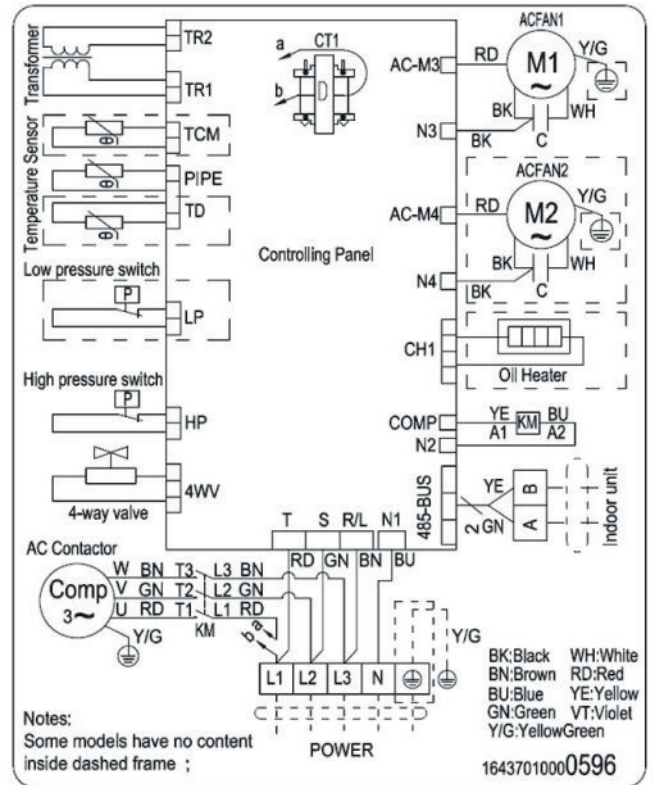 Transformer
TR2
TR1
Temperature Sensor
TCM
θ
PIPE
θ
TD
θ
Low pressure switch
P
LP
High pressure switch
P
HP
4WV
4-way valve
CT1
a
b
D
Controlling Panel
ACFAN1
AC-M3
RD
M1
~
Y/G
BK
WH
N3
BK
C
ACFAN2
AC-M4
RD
M2
~
Y/G
BK
WH
N4
BK
C
CH1
Oil Heater
COMP
YE
KM
BU
N2
A1
A2
485-BUS
YE
2
GN
B
A
Indoor unit
T S R/L N1
RD GN BN BU
AC Contactor
Comp
3~
W BN T3 L3 BN
V GN T2 L2 GN
U RD T1 L1 RD
KM
Y/G
a
b
Y/G
L1 L2 L3 N
POWER
BK:Black WH:White
BN:Brown RD:Red
BU:Blue YE:Yellow
GN:Green VT:Violet
Y/G:YellowGreen
Notes:
Some models have no content
inside dashed frame ;
16437010000596